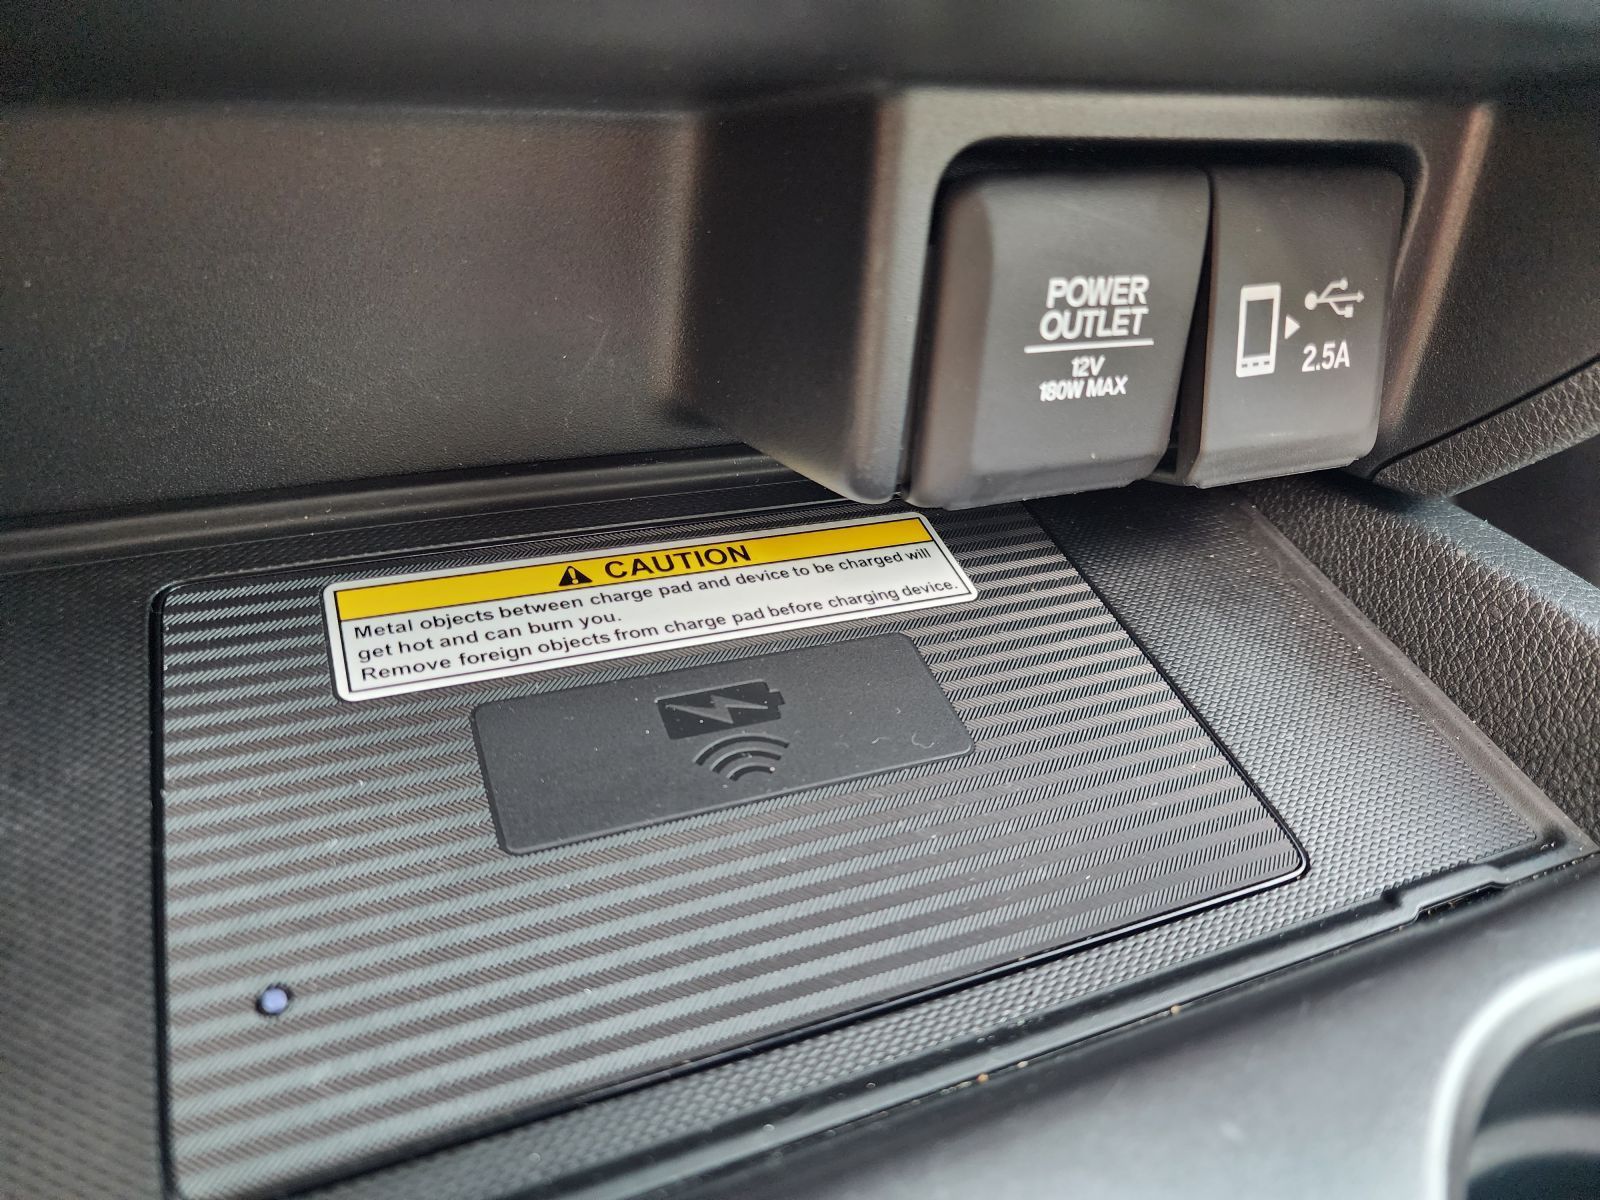 POWER
OUTLET
12V
180W MAX
2.5A
CAUTION
Metal objects between charge pad and device to be charged will
get hot and can burn you.
Remove foreign objects from charge pad before charging device.